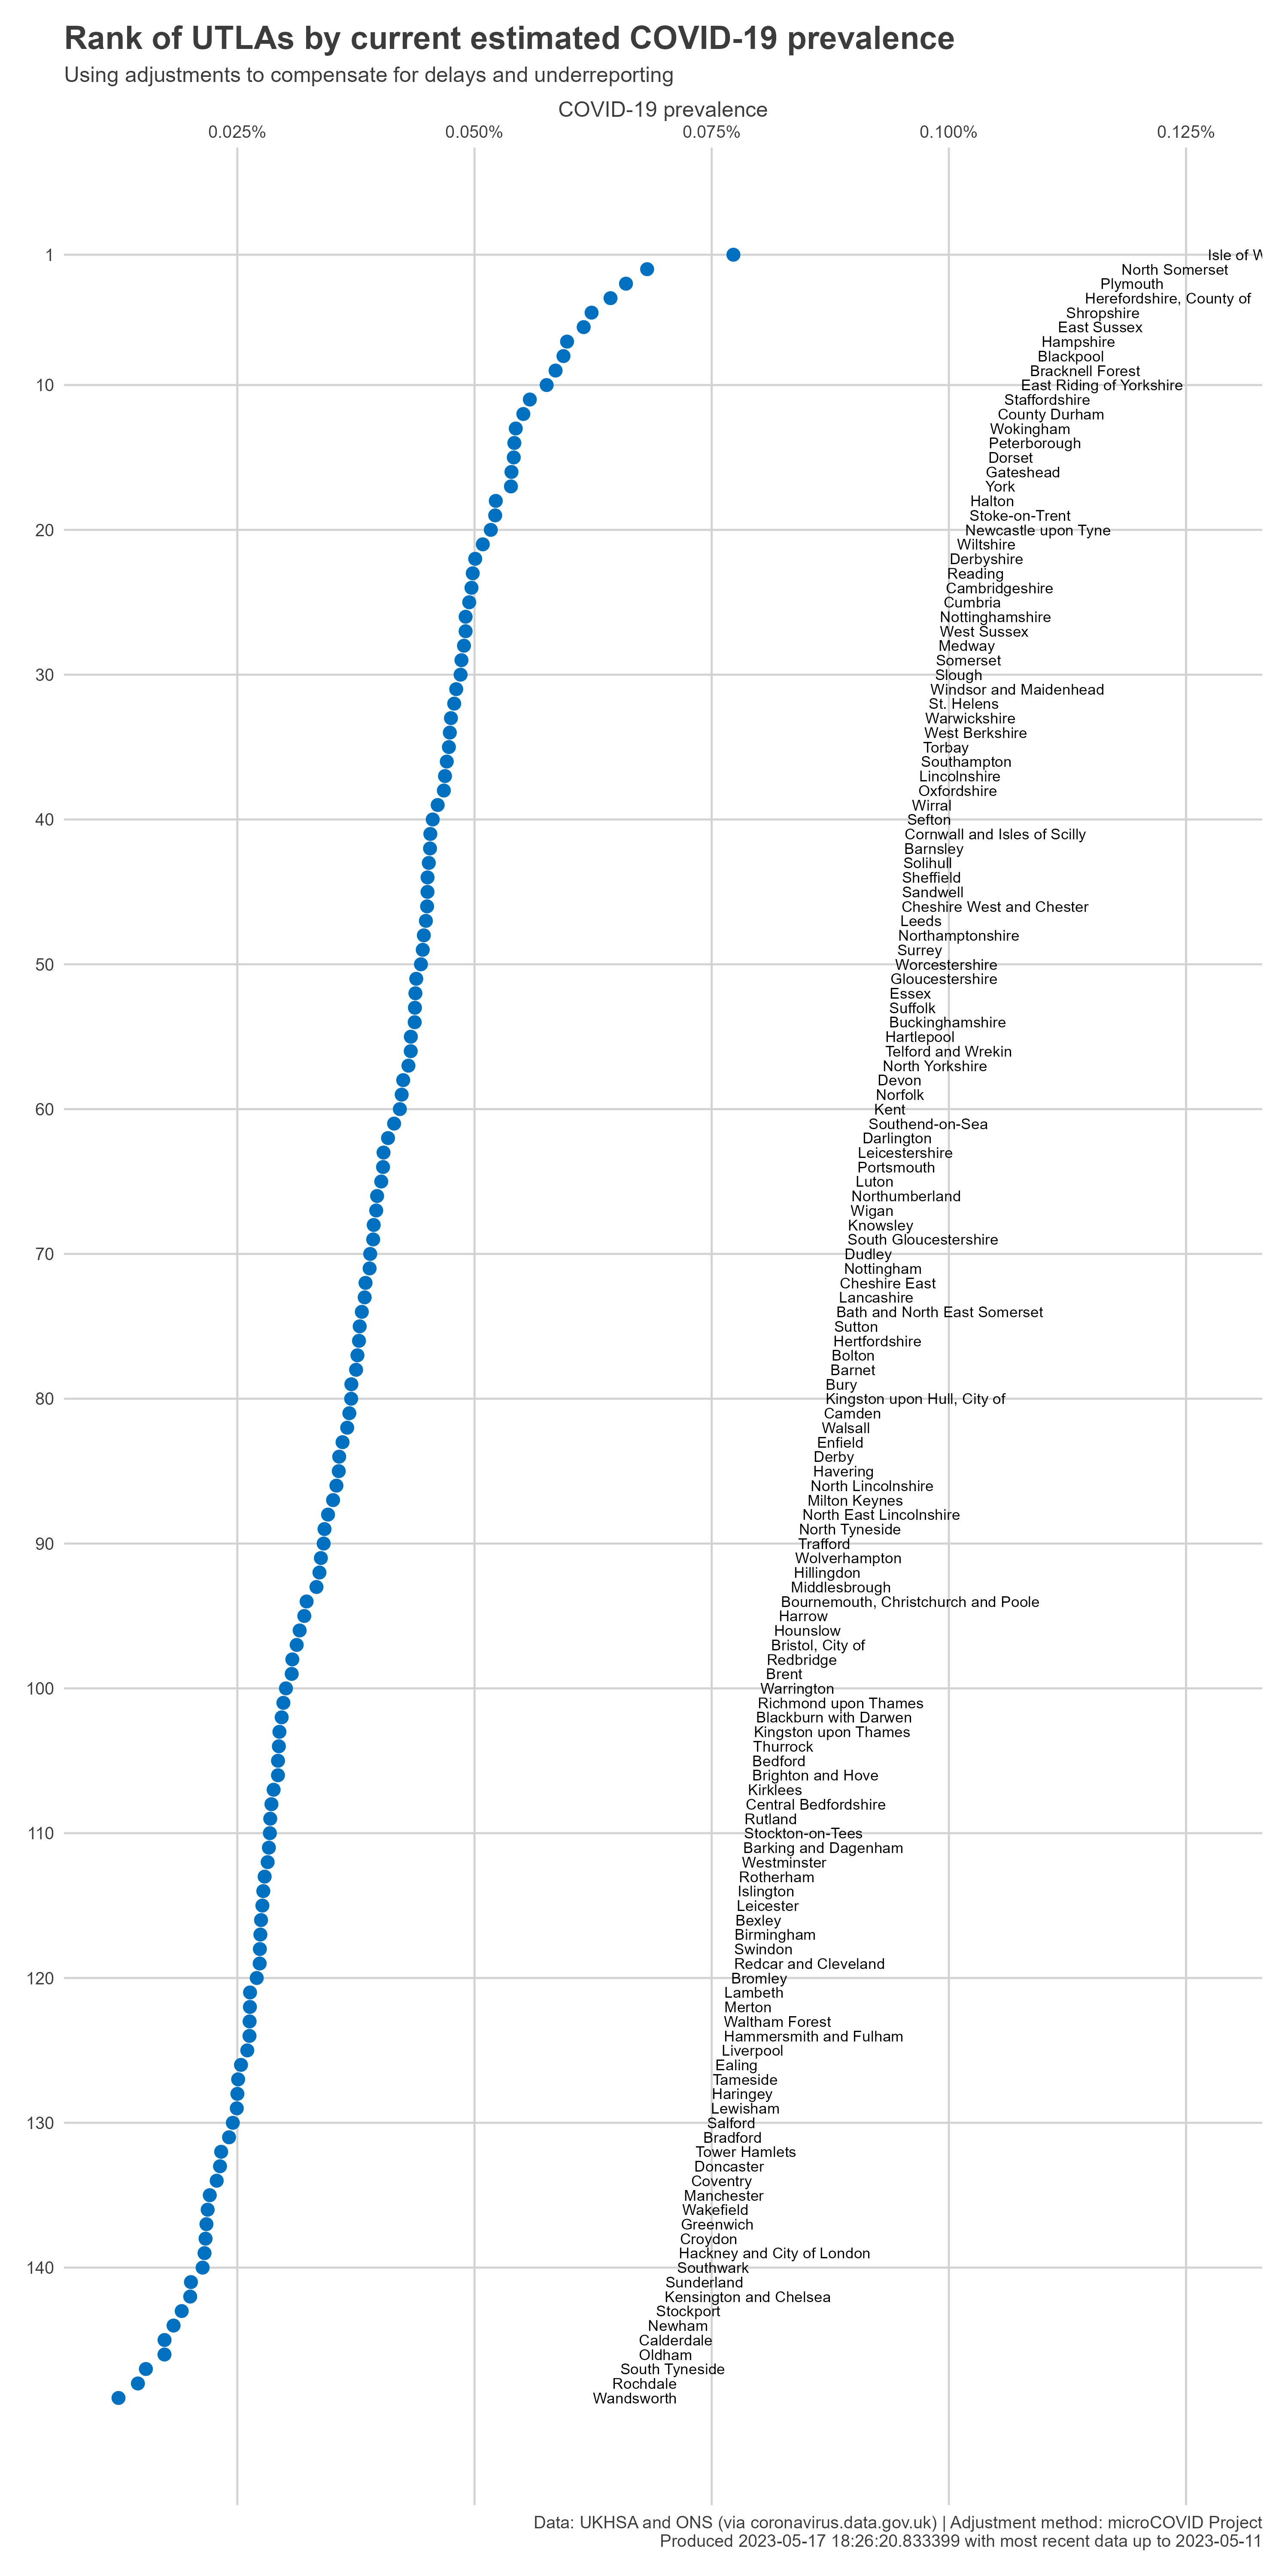 Rank of UTLAs by current estimated COVID-19 prevalence
Using adjustments to compensate for delays and underreporting
COVID-19 prevalence
0.025% 0.050% 0.075% 0.100% 0.125%
1 Isle of W
North Somerset
Plymouth
Herefordshire, County of
Shropshire
East Sussex
Hampshire
Blackpool
Bracknell Forest
10 East Riding of Yorkshire
Staffordshire
County Durham
Wokingham
Peterborough
Dorset
Gateshead
York
Halton
Stoke-on-Trent
20 Newcastle upon Tyne
Wiltshire
Derbyshire
Reading
Cambridgeshire
Cumbria
Nottinghamshire
West Sussex
Medway
Somerset
30 Slough
Windsor and Maidenhead
St. Helens
Warwickshire
West Berkshire
Torbay
Southampton
Lincolnshire
Oxfordshire
Wirral
40 Sefton
Cornwall and Isles of Scilly
Barnsley
Solihull
Sheffield
Sandwell
Cheshire West and Chester
Leeds
Northamptonshire
Surrey
50 Worcestershire
Gloucestershire
Essex
Suffolk
Buckinghamshire
Hartlepool
Telford and Wrekin
North Yorkshire
Devon
Norfolk
60 Kent
Southend-on-Sea
Darlington
Leicestershire
Portsmouth
Luton
Northumberland
Wigan
Knowsley
South Gloucestershire
70 Dudley
Nottingham
Cheshire East
Lancashire
Bath and North East Somerset
Sutton
Hertfordshire
Bolton
Barnet
Bury
80 Kingston upon Hull, City of
Camden
Walsall
Enfield
Derby
Havering
North Lincolnshire
Milton Keynes
North East Lincolnshire
North Tyneside
90 Trafford
Wolverhampton
Hillingdon
Middlesbrough
Bournemouth, Christchurch and Poole
Harrow
Hounslow
Bristol, City of
Redbridge
Brent
100 Warrington
Richmond upon Thames
Blackburn with Darwen
Kingston upon Thames
Thurrock
Bedford
Brighton and Hove
Kirklees
Central Bedfordshire
Rutland
110 Stockton-on-Tees
Barking and Dagenham
Westminster
Rotherham
Islington
Leicester
Bexley
Birmingham
Swindon
Redcar and Cleveland
120 Bromley
Lambeth
Merton
Waltham Forest
Hammersmith and Fulham
Liverpool
Ealing
Tameside
Haringey
Lewisham
130 Salford
Bradford
Tower Hamlets
Doncaster
Coventry
Manchester
Wakefield
Greenwich
Croydon
Hackney and City of London
140 Southwark
Sunderland
Kensington and Chelsea
Stockport
Newham
Calderdale
Oldham
South Tyneside
Rochdale
Wandsworth
Data: UKHSA and ONS (via coronavirus.data.gov.uk) | Adjustment method: microCOVID Project
Produced 2023-05-17 18:26:20.833399 with most recent data up to 2023-05-11